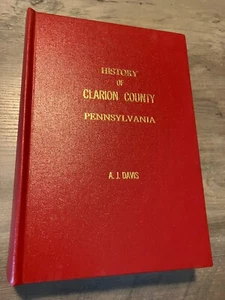 HISTORY
OF
CLARION COUNTY
PENNSYLVANIA
A. J. DAVIS